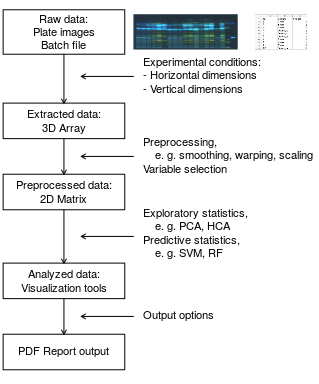 Raw data:
Plate images
Batch file
Experimental conditions:
- Horizontal dimensions
- Vertical dimensions
Extracted data:
3D Array
Preprocessing,
e. g. smoothing, warping, scaling
Variable selection
Preprocessed data:
2D Matrix
Exploratory statistics,
e. g. PCA, HCA
Predictive statistics,
e. g. SVM, RF
Analyzed data:
Visualization tools
Output options
PDF Report output